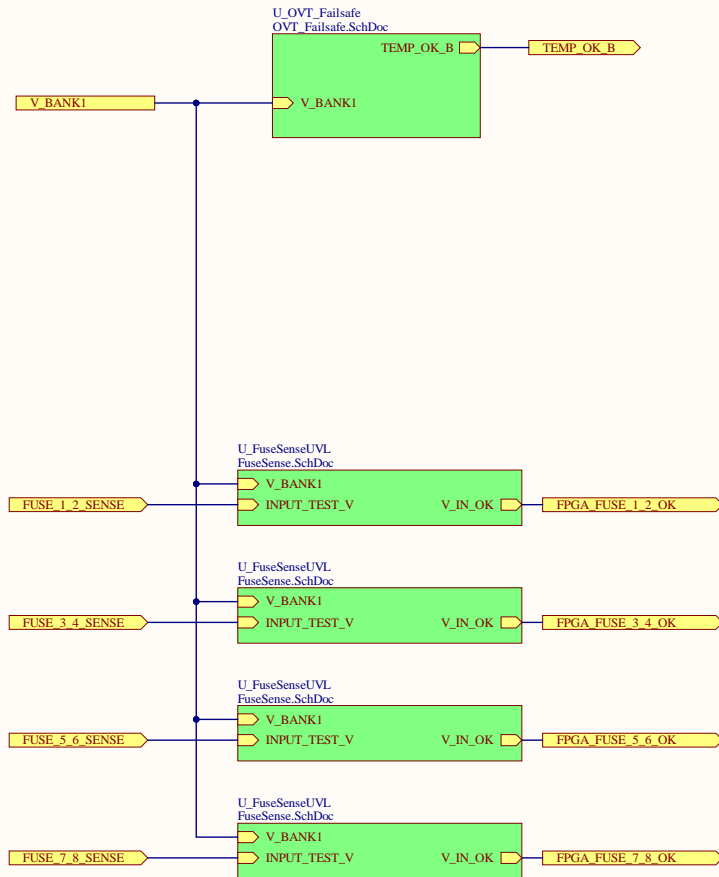 U_OVT_Failsafe
OVT_Failsafe.SchDoc
TEMP_OK_B
TEMP_OK_B
V_BANK1
V_BANK1
U_FuseSenseUVL
FuseSense.SchDoc
V_BANK1
FUSE_1_2_SENSE
INPUT_TEST_V
V_IN_OK
FPGA_FUSE_1_2_OK
U_FuseSenseUVL
FuseSense.SchDoc
V_BANK1
FUSE_3_4_SENSE
INPUT_TEST_V
V_IN_OK
FPGA_FUSE_3_4_OK
U_FuseSenseUVL
FuseSense.SchDoc
V_BANK1
FUSE_5_6_SENSE
INPUT_TEST_V
V_IN_OK
FPGA_FUSE_5_6_OK
U_FuseSenseUVL
FuseSense.SchDoc
V_BANK1
FUSE_7_8_SENSE
INPUT_TEST_V
V_IN_OK
FPGA_FUSE_7_8_OK